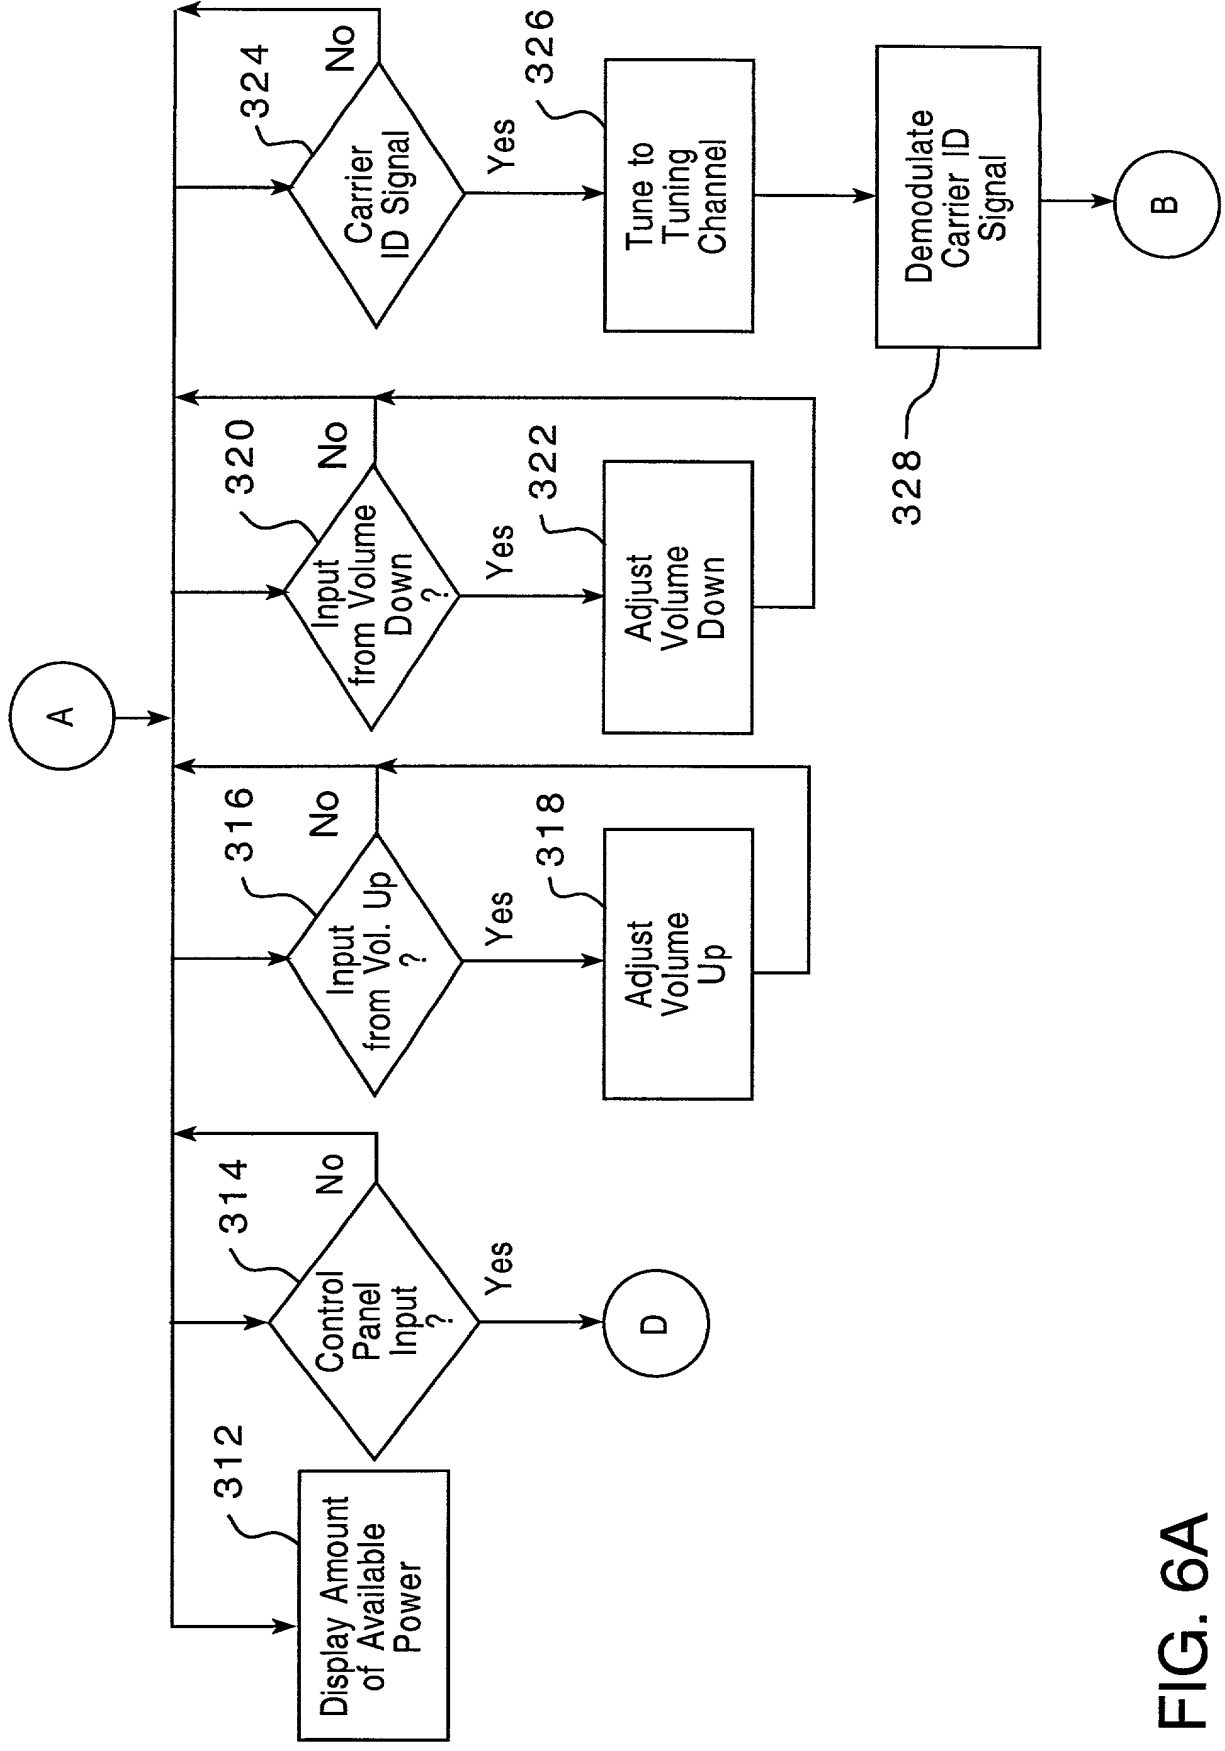 A
312
Display Amount
of Available
Power
314
Control
Panel
Input
?
No
Yes
D
316
Input
from Vol. Up
?
No
Yes
318
Adjust
Volume
Up
320
Input
from Volume
Down
?
No
Yes
322
Adjust
Volume
Down
324
Carrier
ID Signal
No
Yes
326
Tune to
Tuning
Channel
328
Demodulate
Carrier ID
Signal
B
FIG. 6A